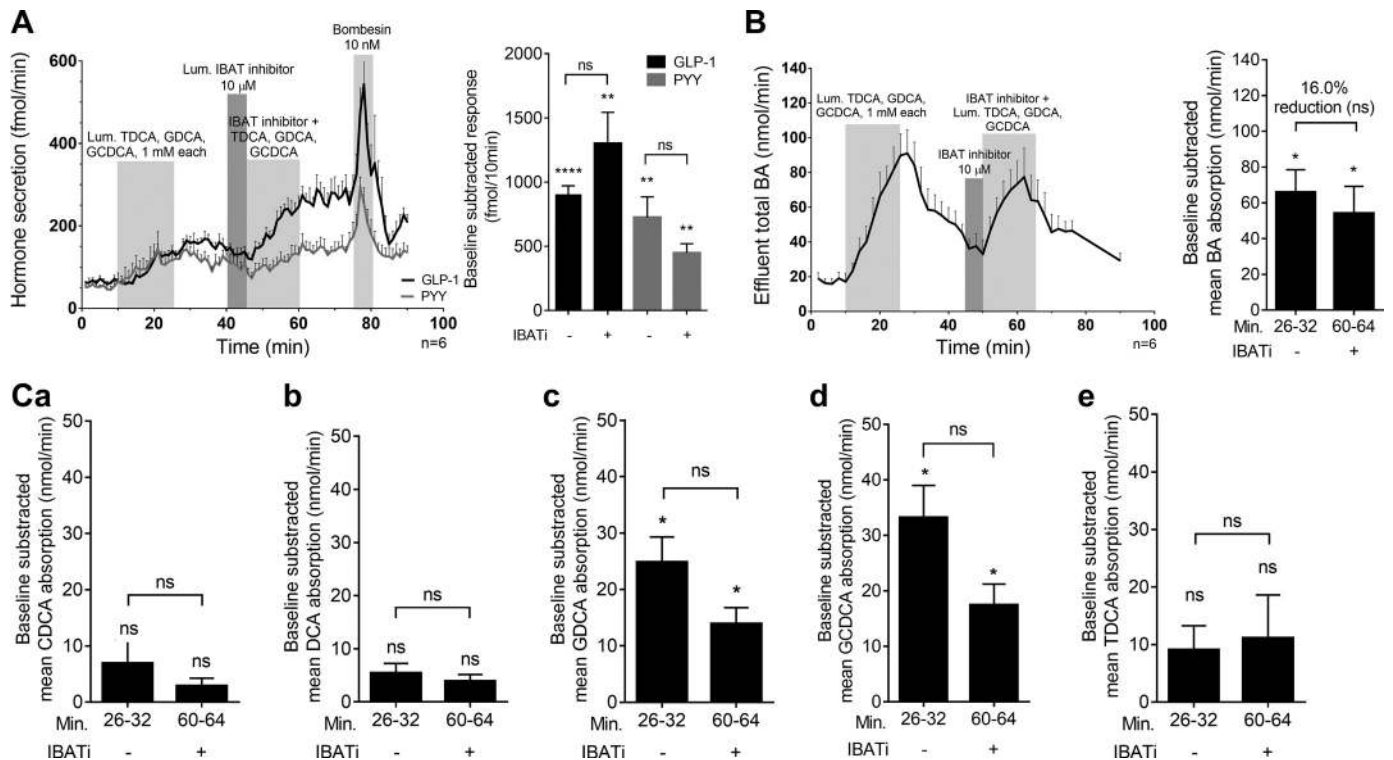 A
Hormone secretion (fmol/min)
600
400
200
0
0
20
40
60
80
100
Time (min)
n=6
Lum. TDCA, GDCA,
GCDCA, 1 mM each
Lum. IBAT inhibitor
10 µM
IBAT inhibitor +
TDCA, GDCA,
GCDCA
Bombesin
10 nM
GLP-1
PYY
Baseline subtracted response
(fmol/10min)
2000
1500
1000
500
0
GLP-1
PYY
ns
ns
****
**
**
**
IBATi
-
+
-
+
B
Effluent total BA (nmol/min)
140
120
100
80
60
40
20
0
0
20
40
60
80
100
Time (min)
n=6
Lum. TDCA, GDCA,
GCDCA, 1 mM each
IBAT inhibitor +
Lum. TDCA, GDCA,
GCDCA
IBAT inhibitor
10 µM
Baseline subtracted
mean BA absorption (nmol/min)
140
120
100
80
60
40
20
0
16.0%
reduction (ns)
*
*
Min.
26-32
60-64
IBATi
-
+
Ca
Baseline substracted
mean CDCA absorption (nmol/min)
50
40
30
20
10
0
ns
ns
ns
Min.
26-32
60-64
IBATi
-
+
b
Baseline substracted
mean DCA absorption (nmol/min)
50
40
30
20
10
0
ns
ns
ns
Min.
26-32
60-64
IBATi
-
+
c
Baseline substracted
mean GDCA absorption (nmol/min)
50
40
30
20
10
0
ns
*
*
Min.
26-32
60-64
IBATi
-
+
d
Baseline substracted
mean GCDCA absorption (nmol/min)
50
40
30
20
10
0
ns
*
*
Min.
26-32
60-64
IBATi
-
+
e
Baseline substracted
mean TDCA absorption (nmol/min)
50
40
30
20
10
0
ns
ns
ns
Min.
26-32
60-64
IBATi
-
+